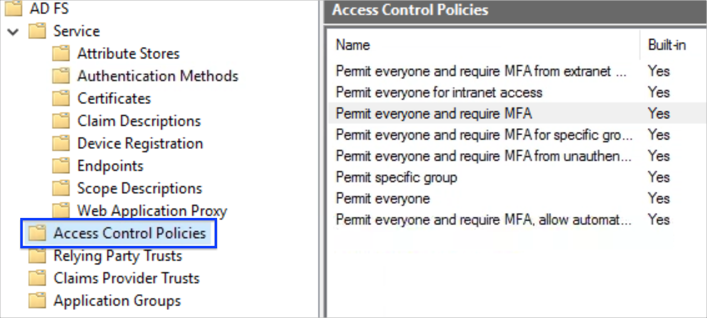 AD FS
Service
Attribute Stores
Authentication Methods
Certificates
Claim Descriptions
Device Registration
Endpoints
Scope Descriptions
Web Application Proxy
Access Control Policies
Relying Party Trusts
Claims Provider Trusts
Application Groups
Access Control Policies
Name Built-in
Permit everyone and require MFA from extranet ... Yes
Permit everyone for intranet access Yes
Permit everyone and require MFA Yes
Permit everyone and require MFA for specific gro... Yes
Permit everyone and require MFA from unauthen... Yes
Permit specific group Yes
Permit everyone Yes
Permit everyone and require MFA, allow automat... Yes